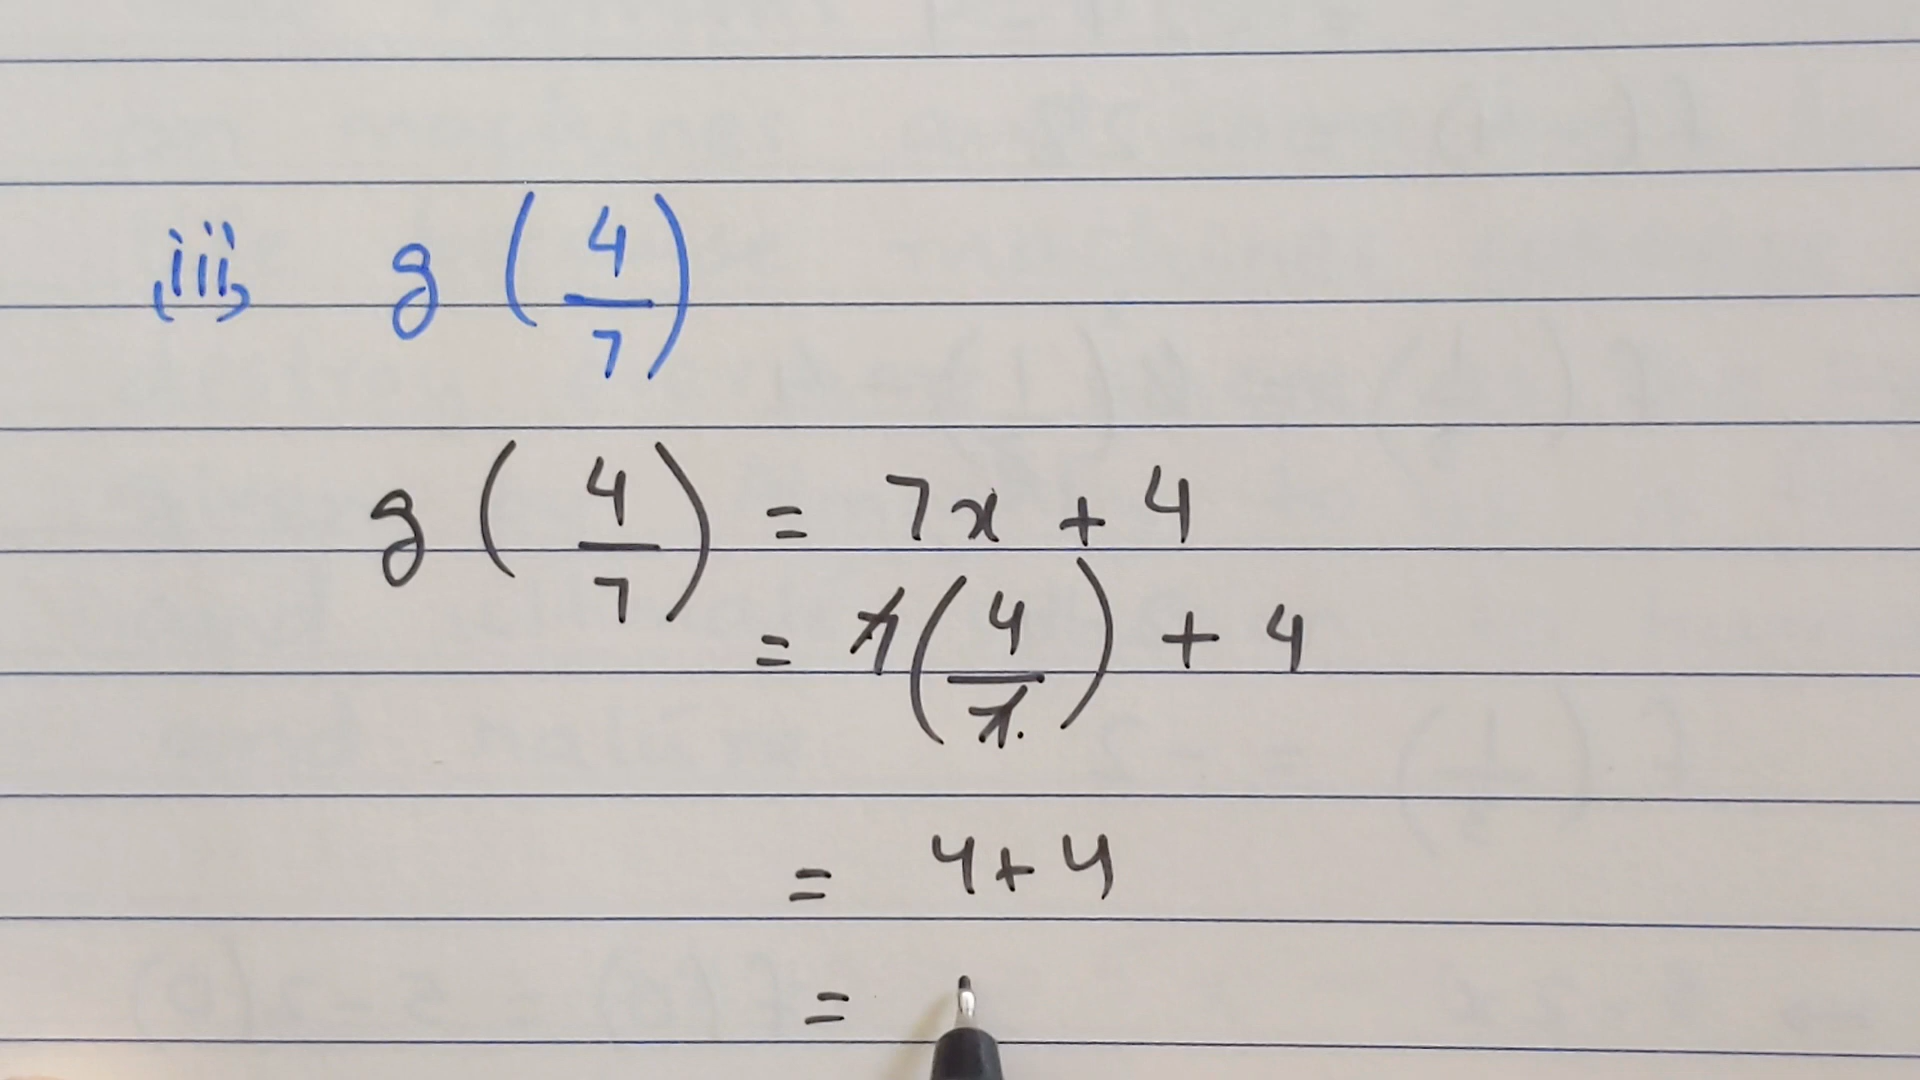 (iii) g(4/7)
g(4/7) = 7x + 4
= 7(4/7) + 4
= 4 + 4
=